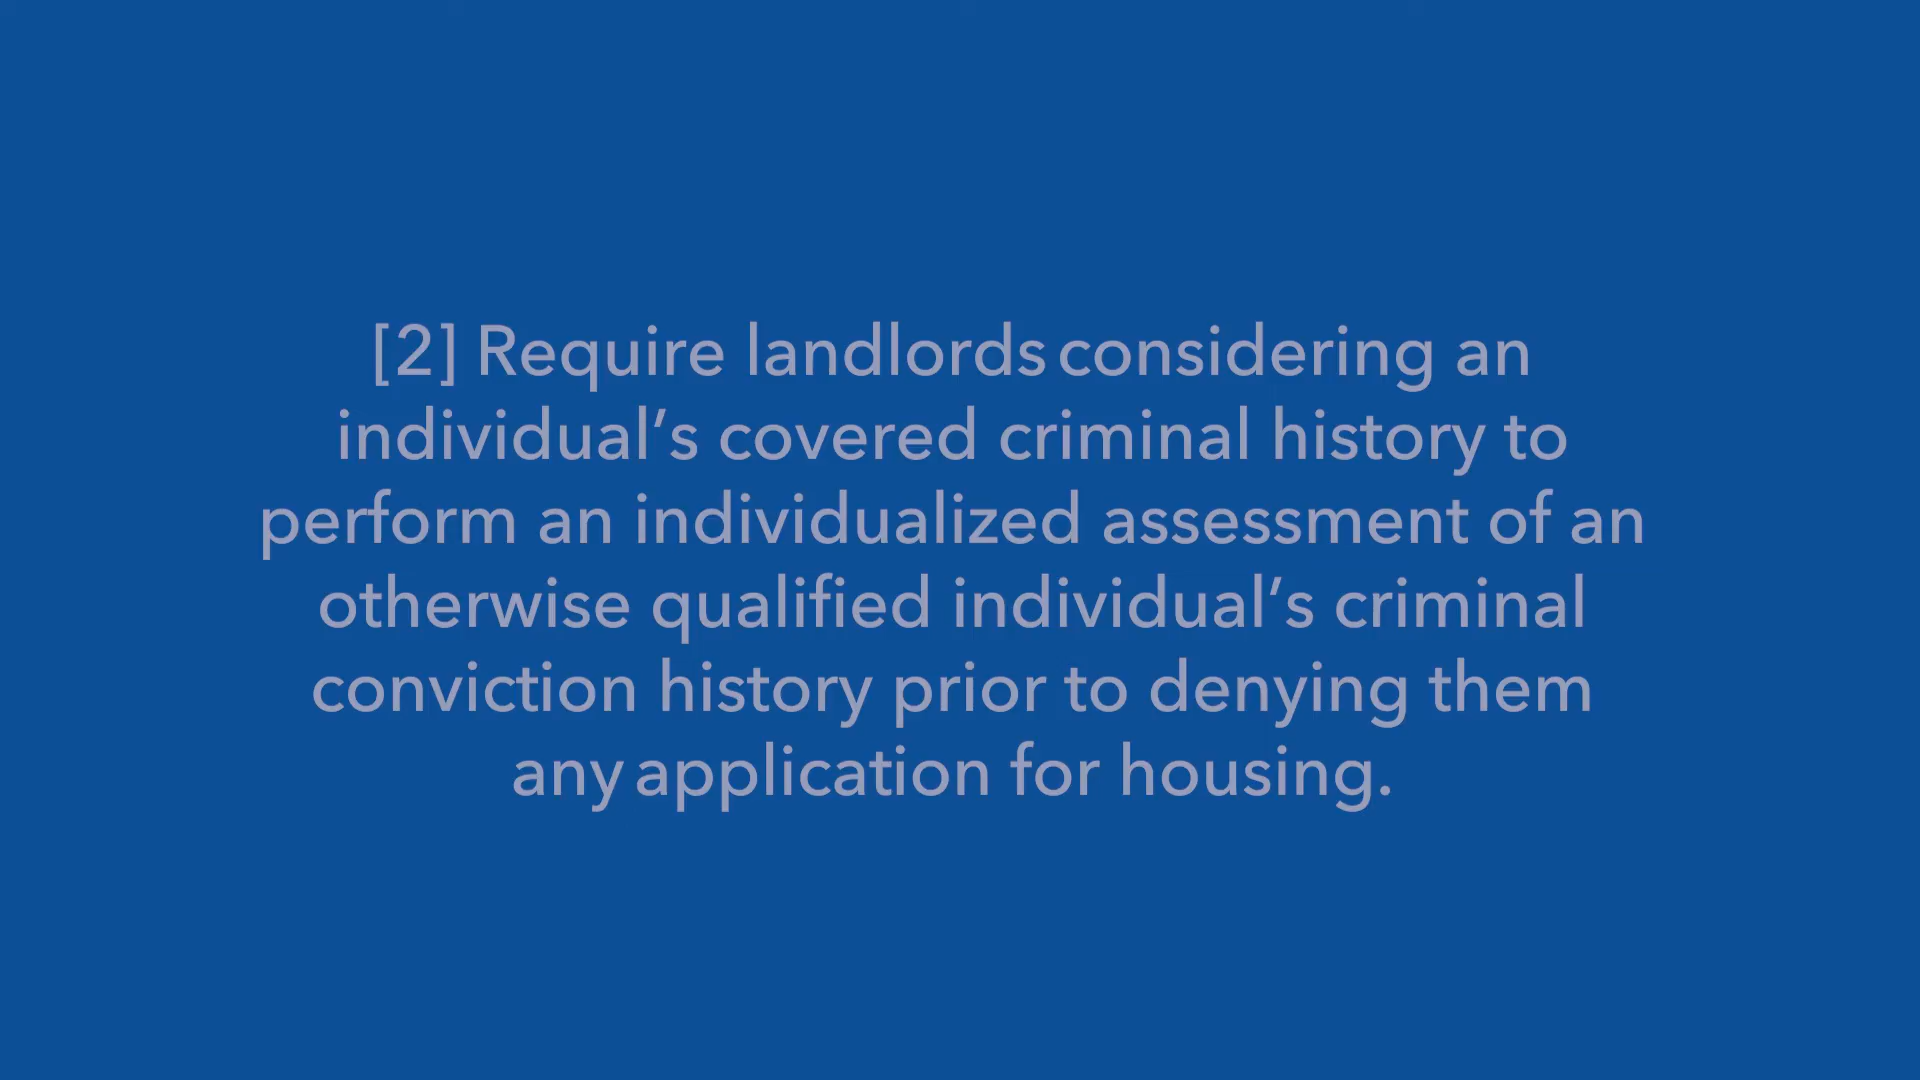 [2] Require landlords considering an
individual’s covered criminal history to
perform an individualized assessment of an
otherwise qualified individual’s criminal
conviction history prior to denying them
any application for housing.